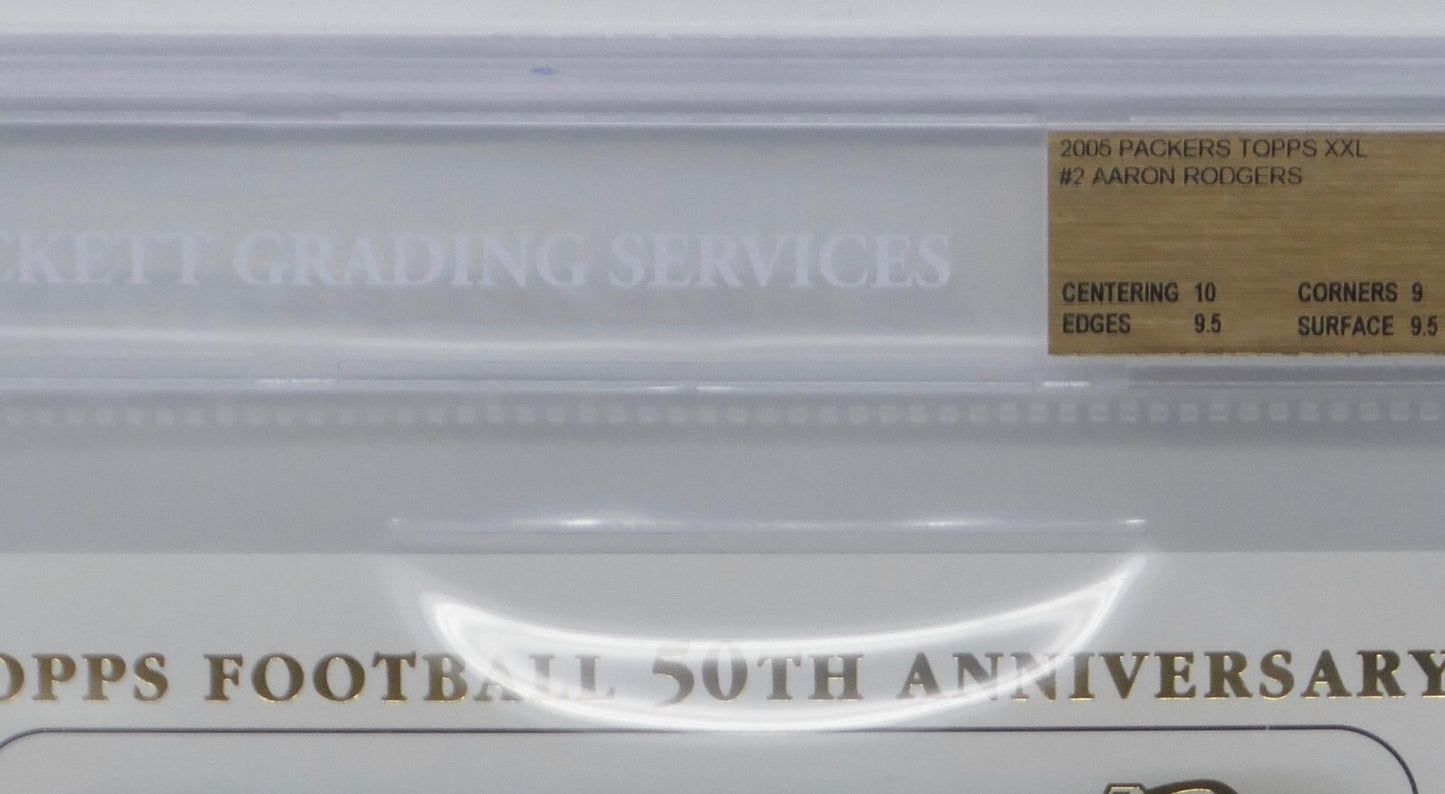 2005 PACKERS TOPPS XXL
#2 AARON RODGERS
CKETT GRADING SERVICES
CENTERING 10 CORNERS 9
EDGES 9.5 SURFACE 9.5
OPPS FOOTBALL 50TH ANNIVERSARY